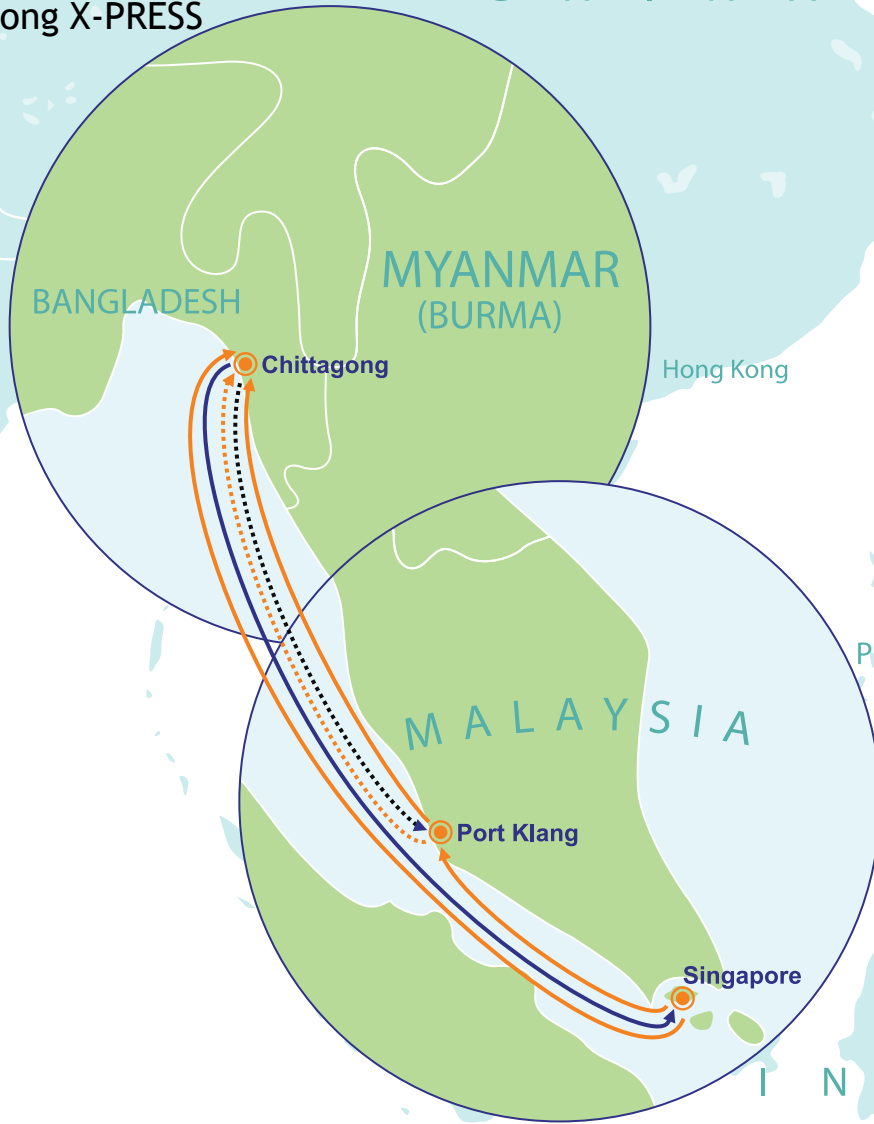 ong X-PRESS
MYANMAR
(BURMA)
BANGLADESH
Chittagong
Hong Kong
P
MALAYSIA
Port Klang
Singapore
I N